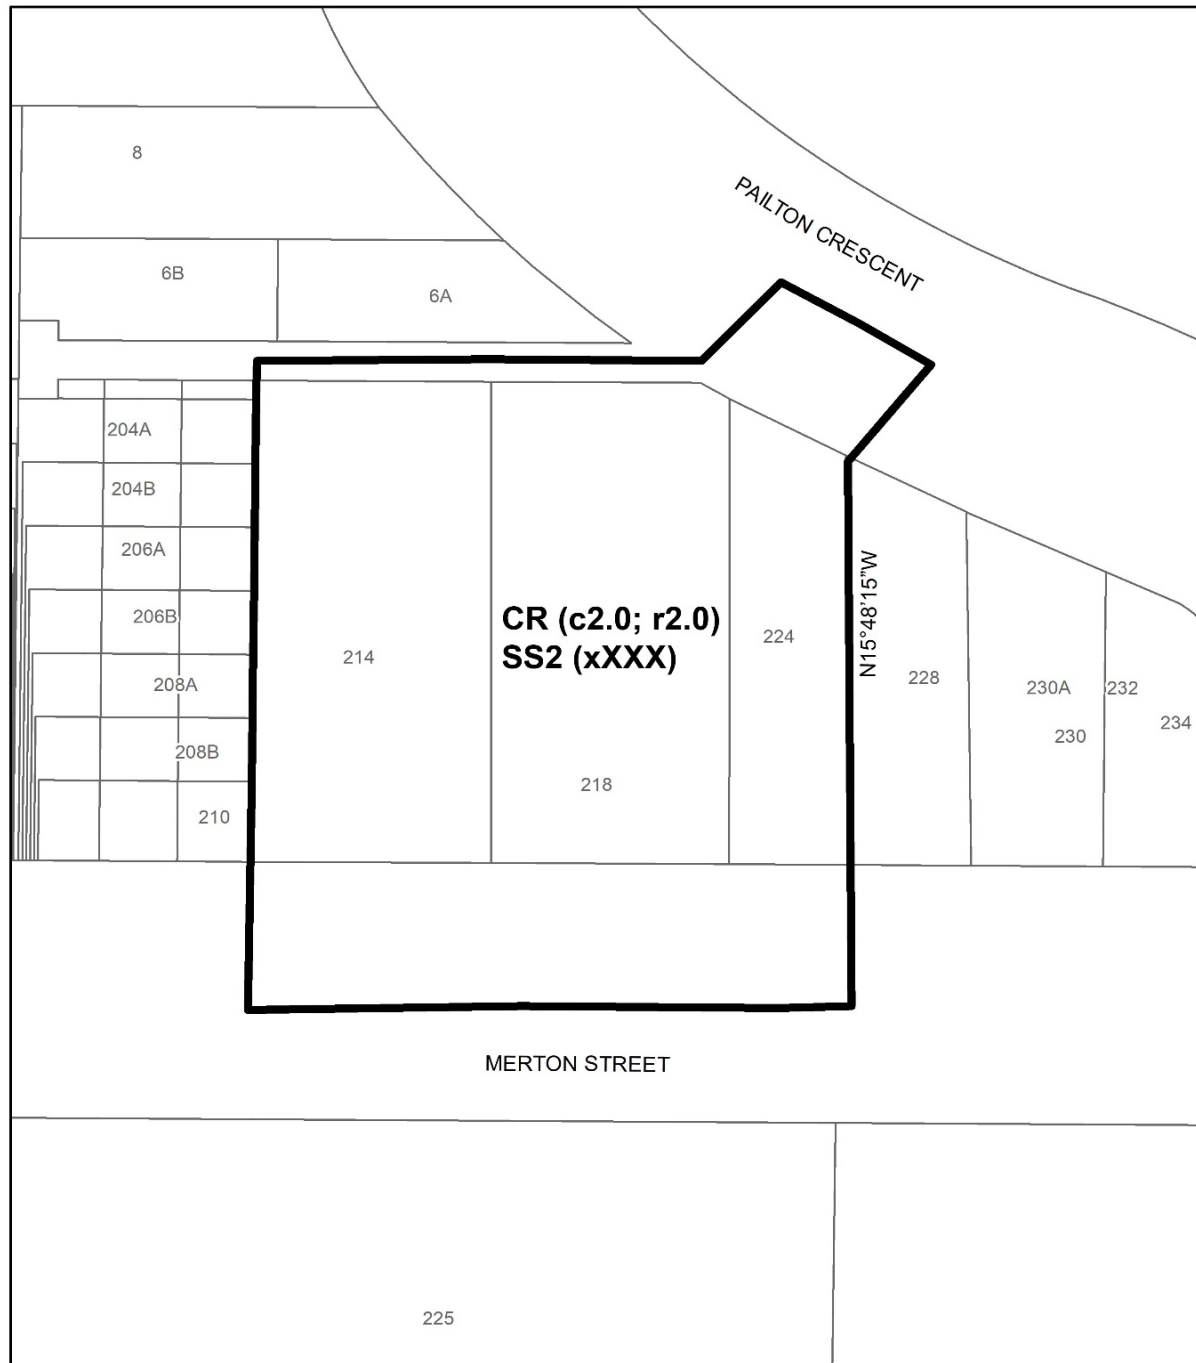 8
PAILTON CRESCENT
6B
6A
204A
204B
206A
206B
208A
208B
210
214
CR (c2.0; r2.0)
SS2 (xXXX)
218
224
N15°48'15"W
228
230A
230
232
234
MERTON STREET
225